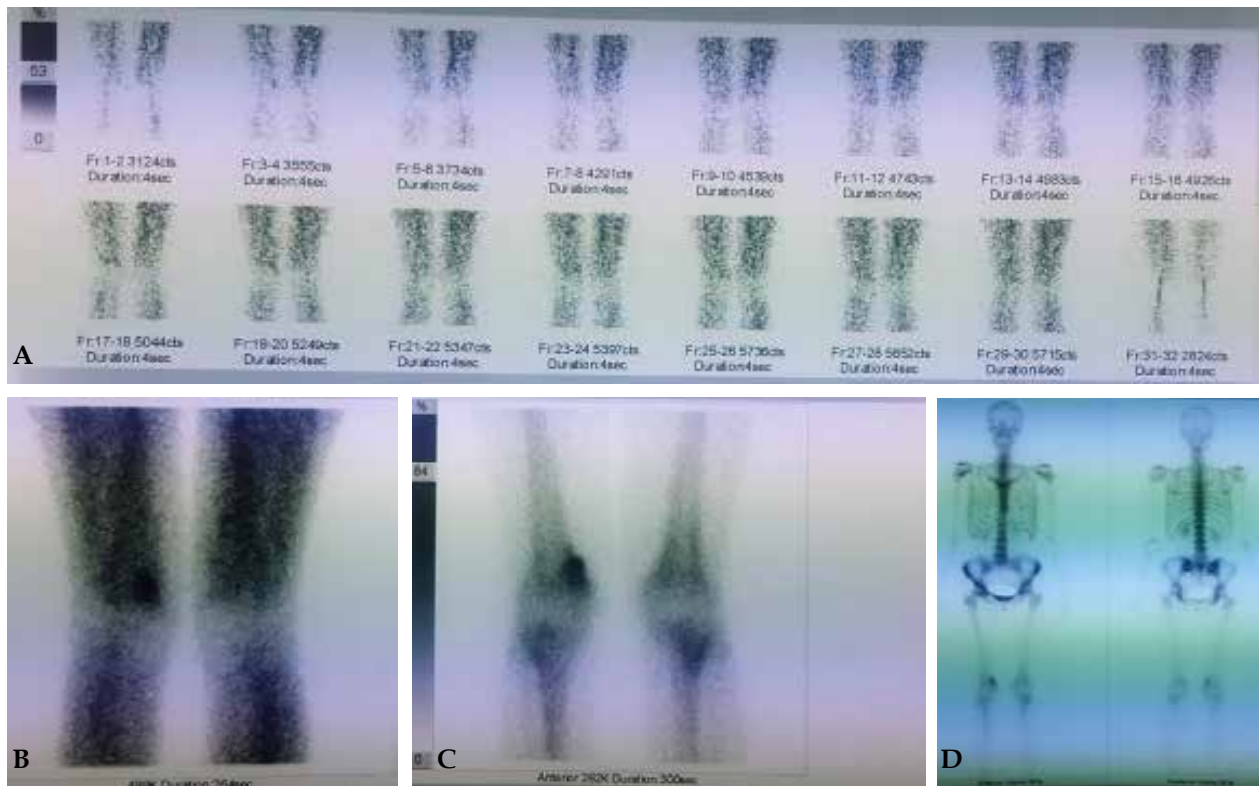 63
0
Fr:1-2 3124cts
Duration:4sec
Fr:3-4 3555cts
Duration:4sec
Fr:5-6 3734cts
Duration:4sec
Fr:7-8 4291cts
Duration:4sec
Fr:9-10 4539cts
Duration:4sec
Fr:11-12 4743cts
Duration:4sec
Fr:13-14 4983cts
Duration:4sec
Fr:15-16 4926cts
Duration:4sec
Fr:17-18 5044cts
Duration:4sec
Fr:19-20 5249cts
Duration:4sec
Fr:21-22 5347cts
Duration:4sec
Fr:23-24 5397cts
Duration:4sec
Fr:25-26 5736cts
Duration:4sec
Fr:27-28 5652cts
Duration:4sec
Fr:29-30 5715cts
Duration:4sec
Fr:31-32 2824cts
Duration:4sec
A
B
Duration:
%
64
0
C
Anterior 262K Duration:300sec
D